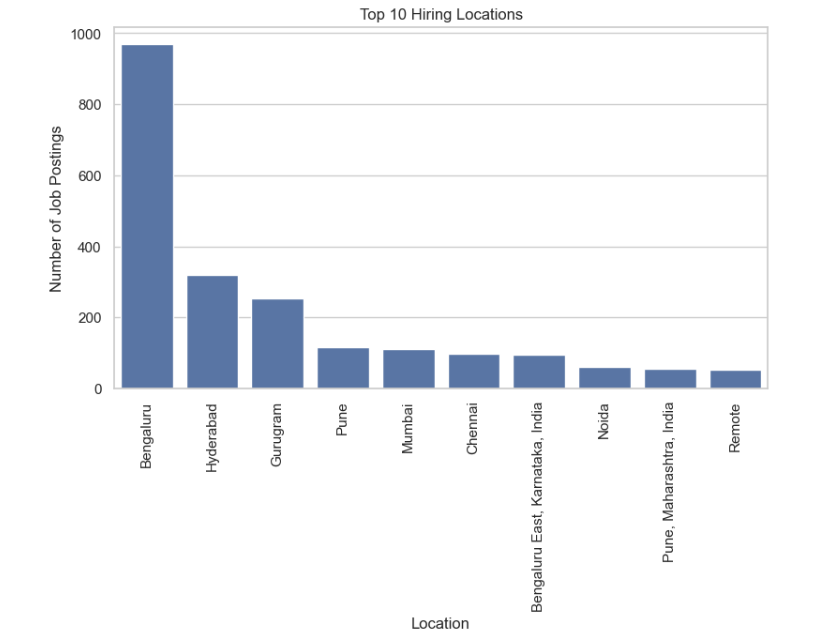 Top 10 Hiring Locations
1000
800
600
400
200
0
Number of Job Postings
Bengaluru
Hyderabad
Gurugram
Pune
Mumbai
Chennai
Bengaluru East, Karnataka, India
Noida
Pune, Maharashtra, India
Remote
Location